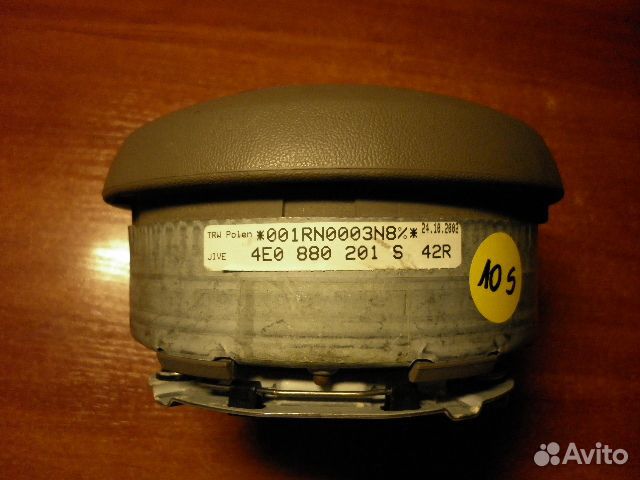 TRW Polen *001RN0003N8%* 24.10.2002
JIVE 4E0 880 201 S 42R
10 S
Avito